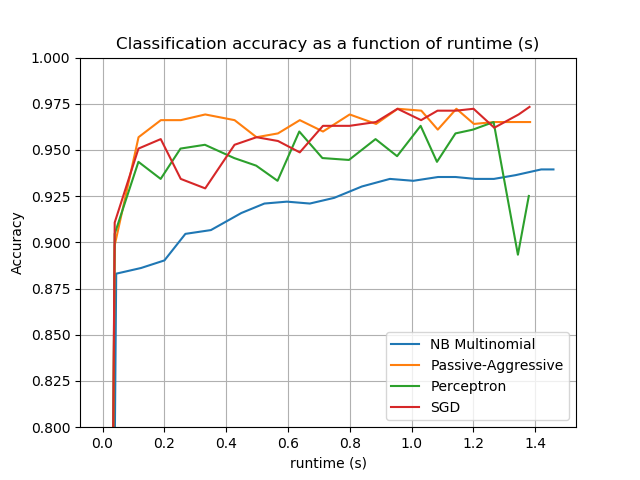 Classification accuracy as a function of runtime (s)
1.000
0.975
0.950
0.925
0.900
0.875
0.850
0.825
0.800
Accuracy
0.0 0.2 0.4 0.6 0.8 1.0 1.2 1.4
runtime (s)
NB Multinomial
Passive-Aggressive
Perceptron
SGD